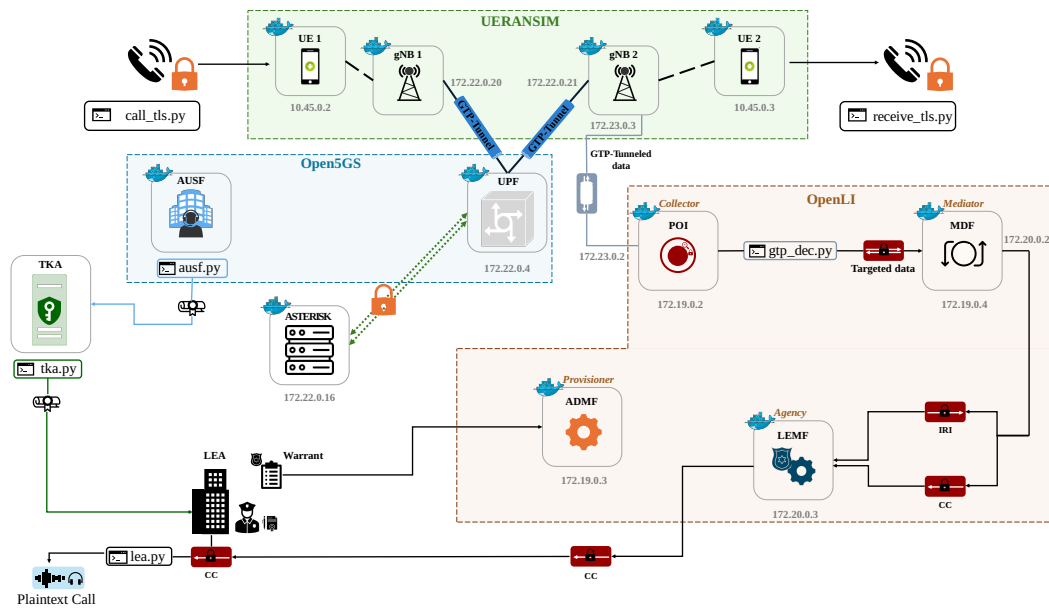 UERANSIM
UE 1
gNB 1
gNB 2
UE 2
172.22.0.20
172.22.0.21
10.45.0.2
10.45.0.3
call_tls.py
receive_tls.py
GTP-Tunnel
GTP-Tunnel
172.23.0.3
GTP-Tunneled
data
Open5GS
AUSF
UPF
172.22.0.4
ausf.py
OpenLI
Collector
POI
172.23.0.2
172.19.0.2
gtp_dec.py
Targeted data
Mediator
MDF
172.20.0.2
172.19.0.4
TKA
tka.py
ASTERISK
172.22.0.16
Provisioner
ADMF
172.19.0.3
Agency
LEMF
172.20.0.3
IRI
CC
LEA
Warrant
lea.py
CC
CC
Plaintext Call